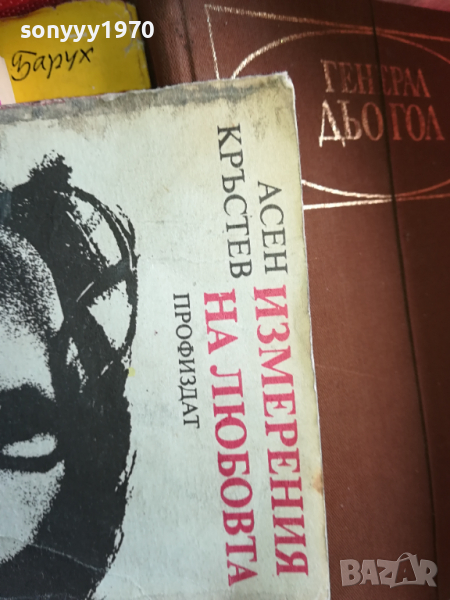 sonyyy1970
Барух
ГЕНЕРАЛ
ДЬО ГОЛ
АСЕН
КРЪСТЕВ
ИЗМЕРЕНИЯ
НА ЛЮБОВТА
ПРОФИЗДАТ
bazar